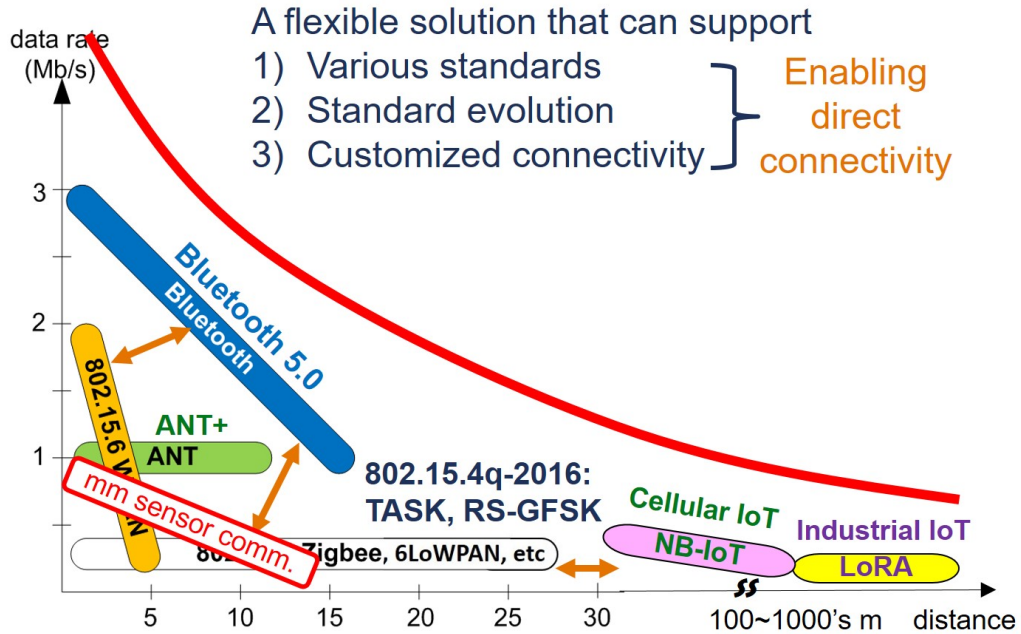 A flexible solution that can support
1) Various standards
2) Standard evolution
3) Customized connectivity
Enabling
direct
connectivity
data rate
(Mb/s)
3
2
1
Bluetooth 5.0
Bluetooth
802.15.6 W
N
ANT+
ANT
mm sensor comm.
802.15.4q-2016:
TASK, RS-GFSK
Zigbee, 6LoWPAN, etc
Cellular IoT
NB-IoT
Industrial IoT
LoRA
5
10
15
20
25
30
100~1000's m
distance